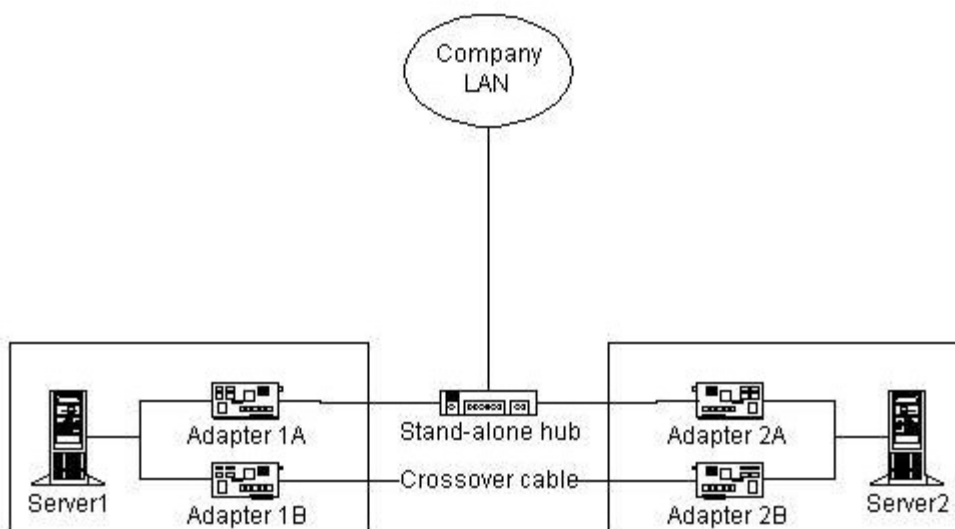 Company
LAN
Adapter 1A
Stand-alone hub
Adapter 2A
Server1
Crossover cable
Server2
Adapter 1B
Adapter 2B